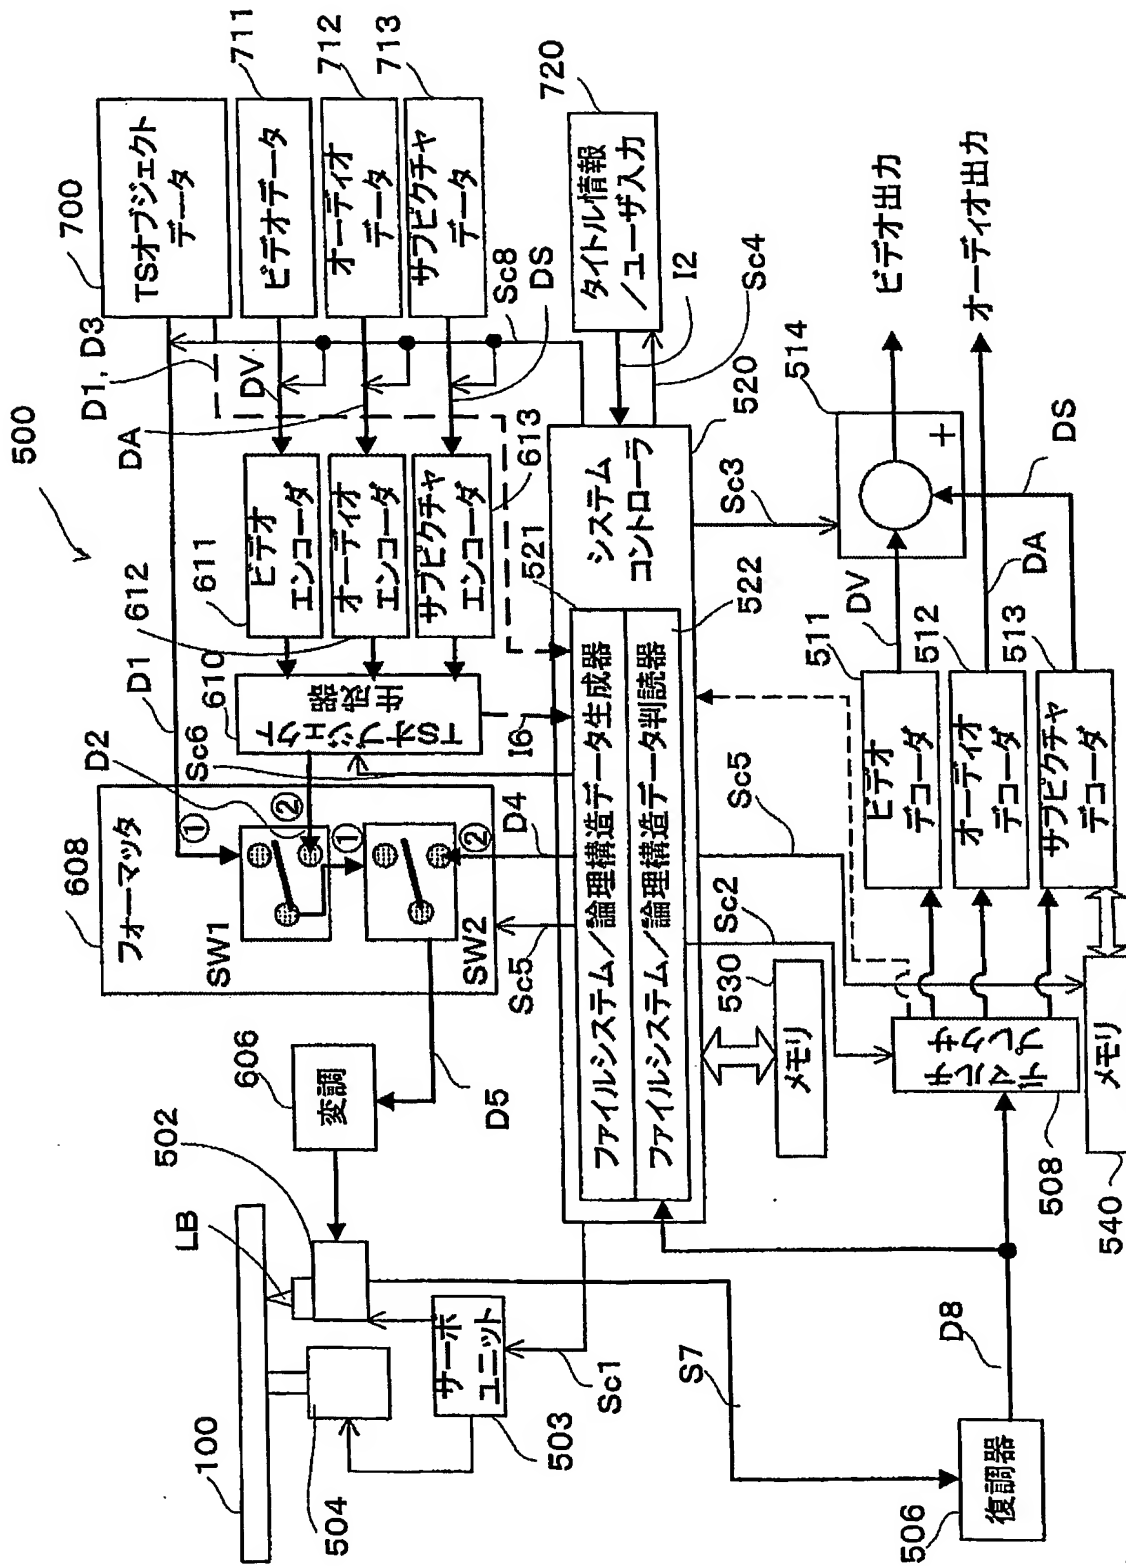 500
100
LB
502
504
サーボ
ユニット
503
Sc1
S7
復調器
506
D8
変調
606
D5
608
フォーマッタ
SW1
SW2
①
②
①
②
D2
D1
Sc6
Sc5
D4
TSオブジェクト
生成器
610
I6
ビデオ
エンコーダ
611
オーディオ
エンコーダ
612
サブピクチャ
エンコーダ
613
DV
DA
DS
D1, D3
Sc8
TSオブジェクト
データ
700
ビデオデータ
711
オーディオ
データ
712
サブピクチャ
データ
713
タイトル情報
/ユーザ入力
720
I2
Sc4
システム
コントローラ
520
ファイルシステム/論理構造データ生成器
521
ファイルシステム/論理構造データ判読器
522
メモリ
530
Sc2
Sc5
Sc3
デマルチ
プレクサ
508
メモリ
540
ビデオ
デコーダ
511
オーディオ
デコーダ
512
サブピクチャ
デコーダ
513
DV
DA
DS
514
+
ビデオ出力
オーディオ出力